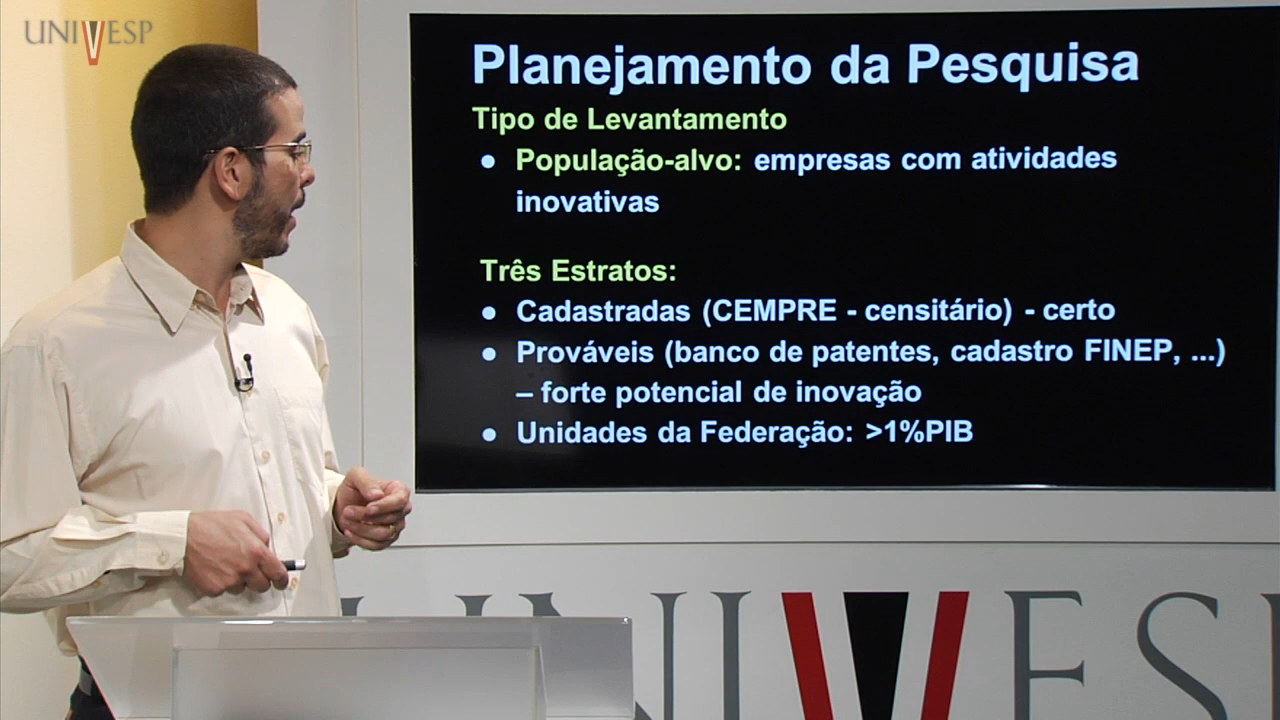 UNIVESP
Planejamento da Pesquisa
Tipo de Levantamento
● População-alvo: empresas com atividades
inovativas
Três Estratos:
● Cadastradas (CEMPRE - censitário) - certo
● Prováveis (banco de patentes, cadastro FINEP, ...)
– forte potencial de inovação
● Unidades da Federação: >1%PIB
UNIVESP